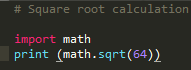 # Square root calculation
import math
print (math.sqrt(64))